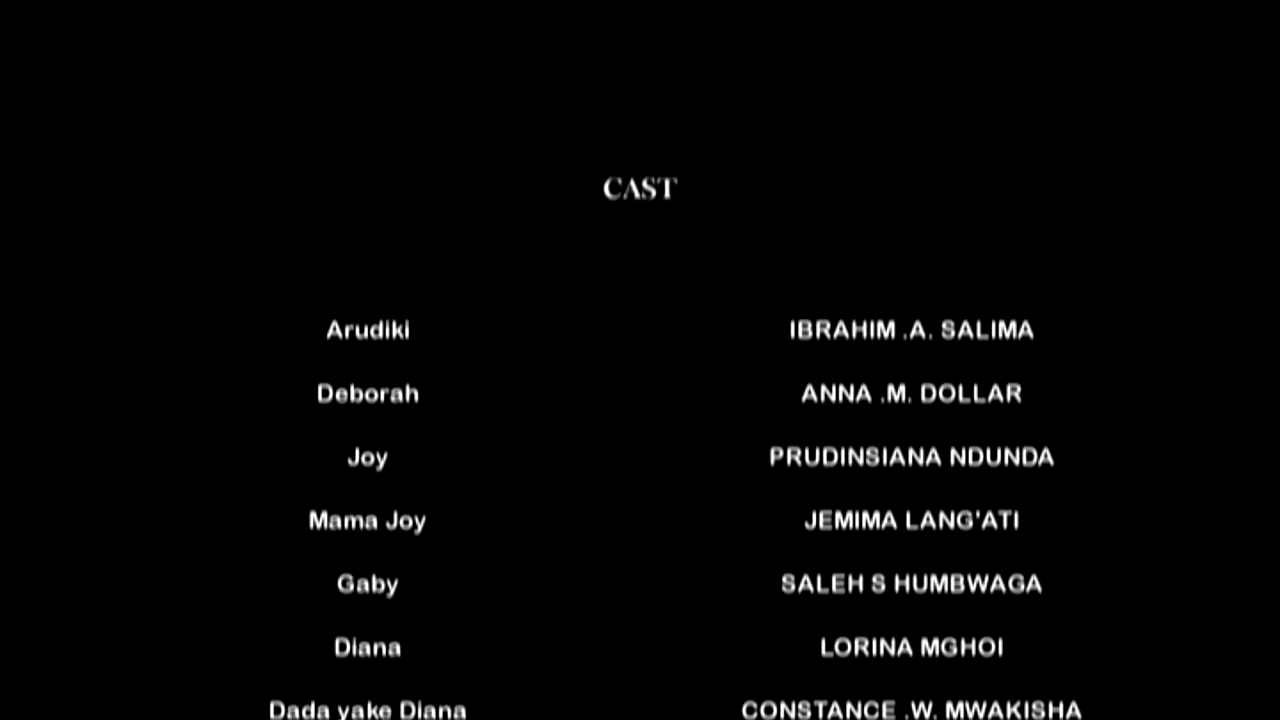 CAST
Arudiki IBRAHIM .A. SALIMA
Deborah ANNA .M. DOLLAR
Joy PRUDINSIANA NDUNDA
Mama Joy JEMIMA LANG'ATI
Gaby SALEH S HUMBWAGA
Diana LORINA MGHOI
Dada yake Diana CONSTANCE .W. MWAKISHA